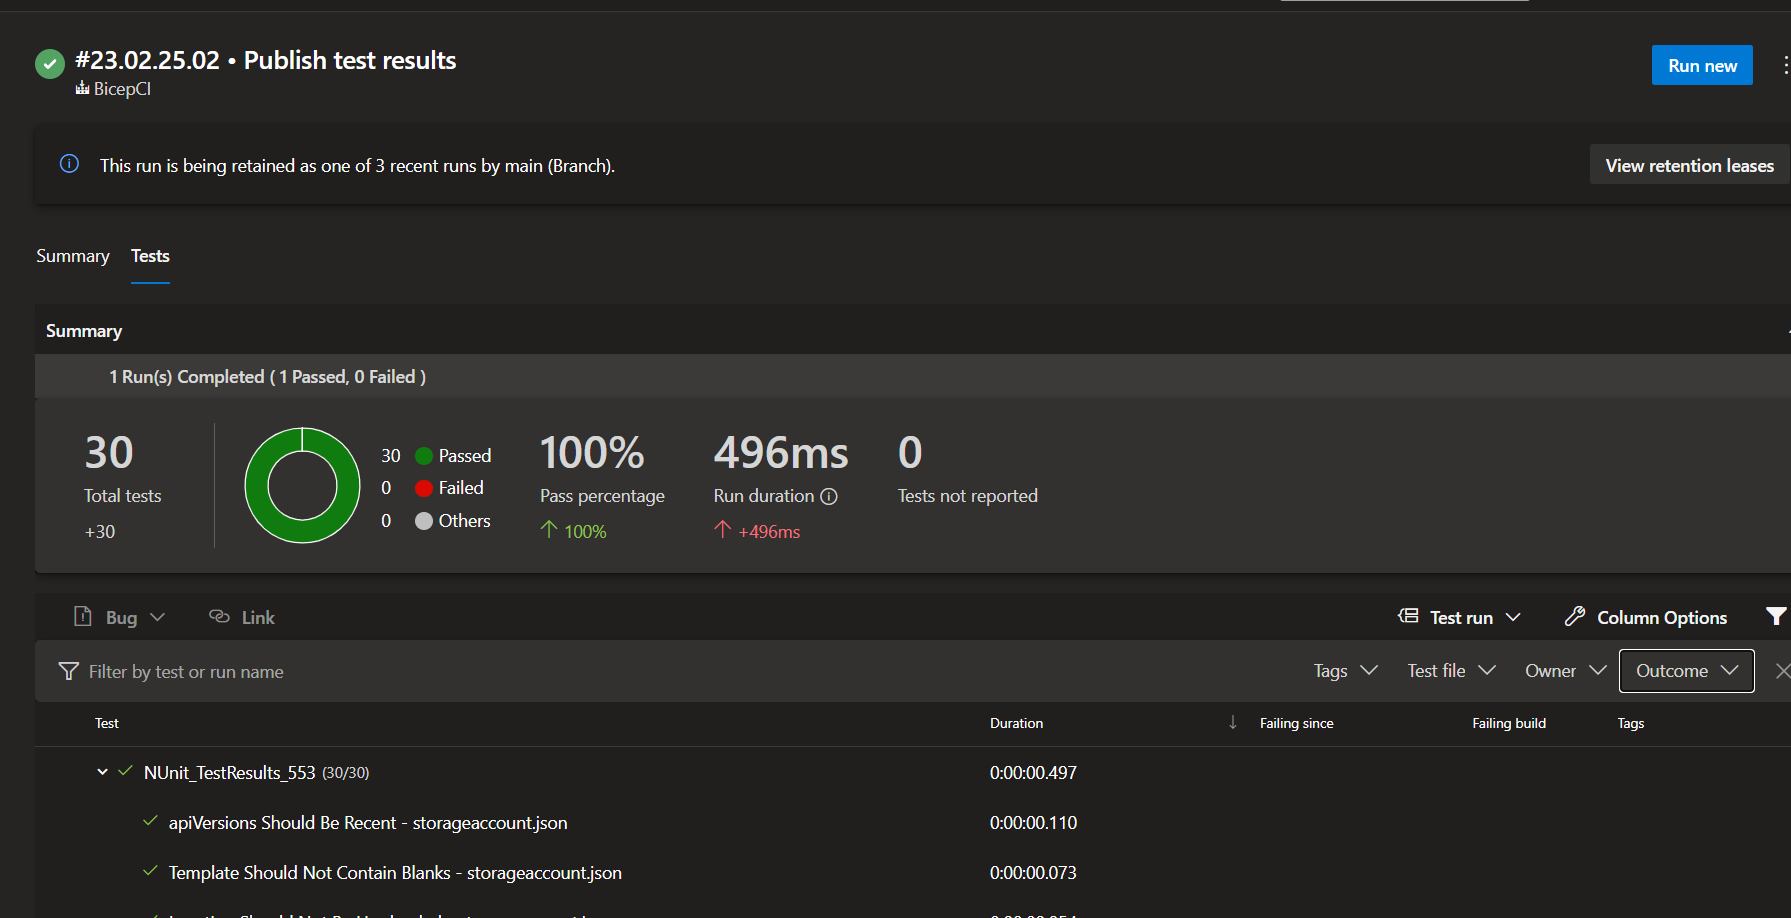 #23.02.25.02 • Publish test results
BicepCI
Run new
This run is being retained as one of 3 recent runs by main (Branch).
View retention leases
Summary
Tests
Summary
1 Run(s) Completed ( 1 Passed, 0 Failed )
30
Total tests
+30
30 Passed
0 Failed
0 Others
100%
Pass percentage
100%
496ms
Run duration
+496ms
0
Tests not reported
Bug
Link
Test run
Column Options
Filter by test or run name
Tags
Test file
Owner
Outcome
Test Duration Failing since Failing build Tags
NUnit_TestResults_553 (30/30) 0:00:00.497
apiVersions Should Be Recent - storageaccount.json 0:00:00.110
Template Should Not Contain Blanks - storageaccount.json 0:00:00.073